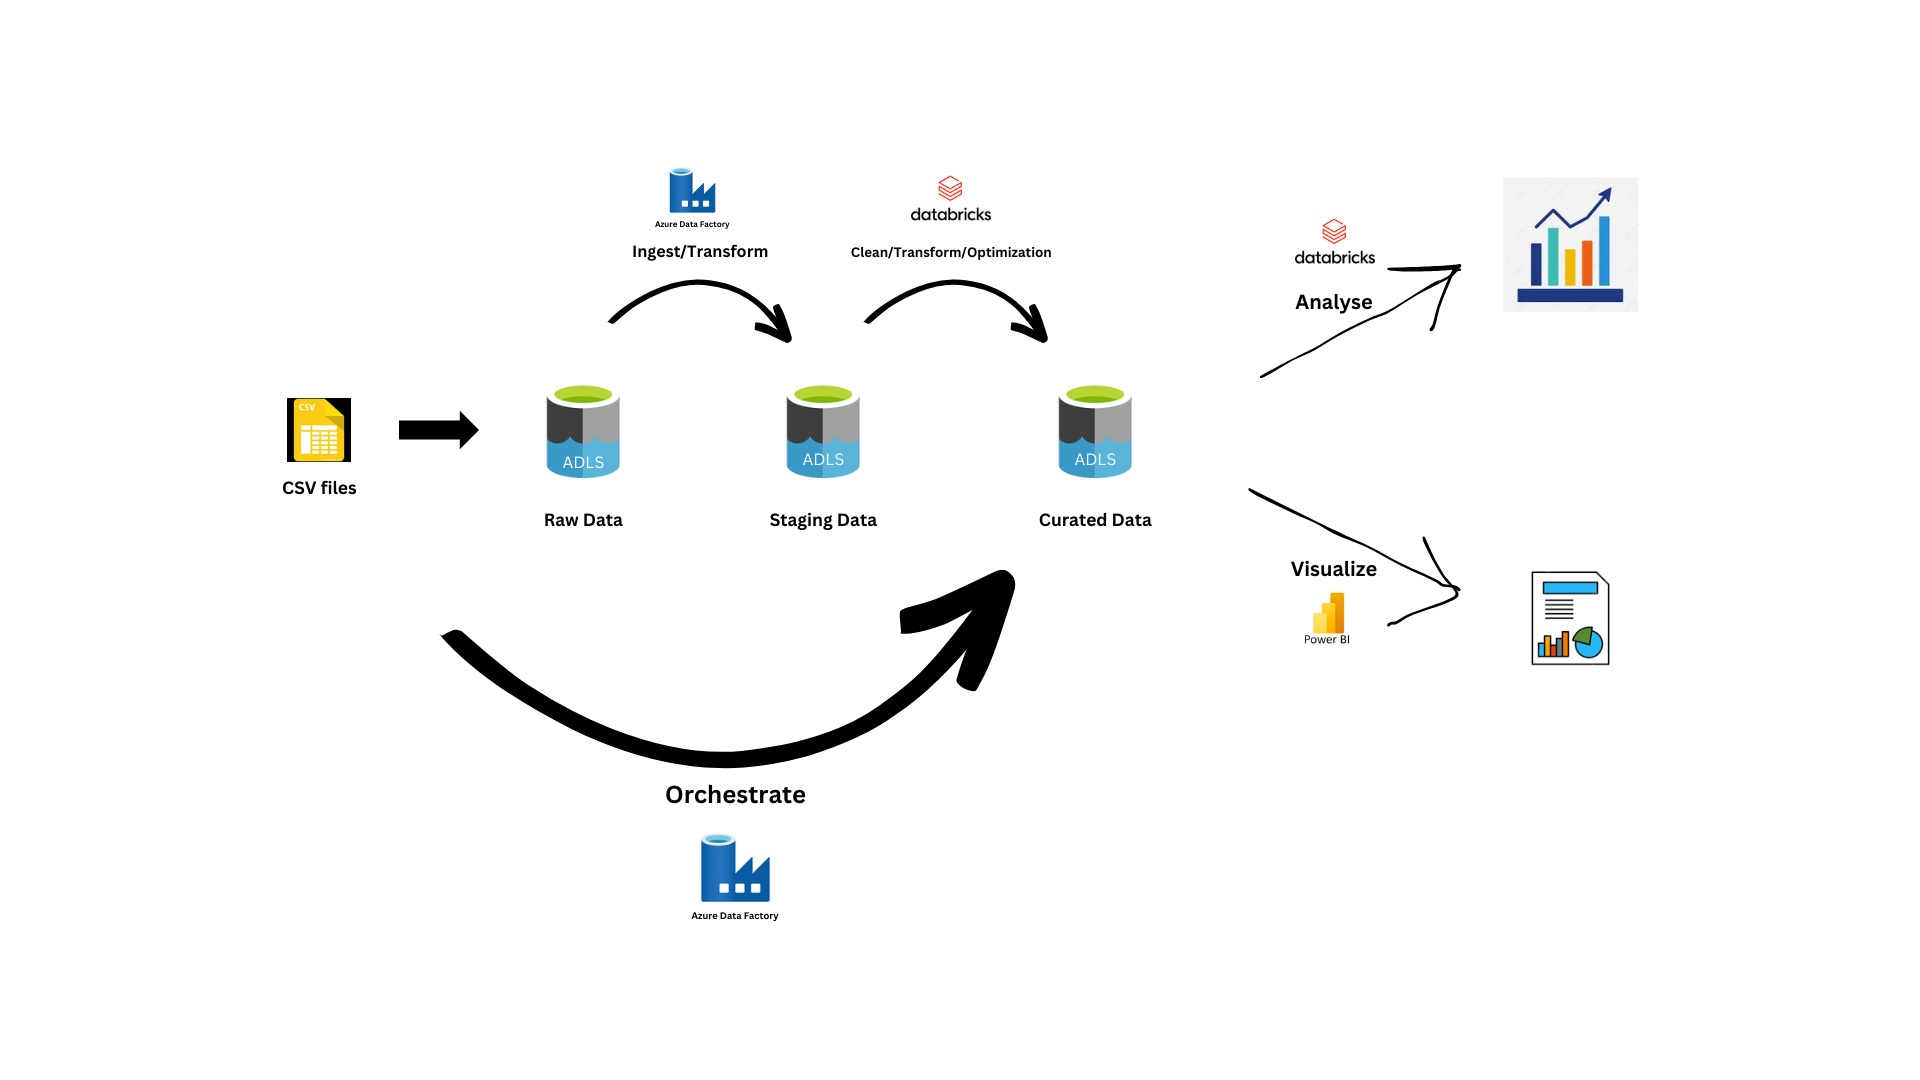 Azure Data Factory
Ingest/Transform
databricks
Clean/Transform/Optimization
databricks
Analyse
CSV
CSV files
ADLS
Raw Data
ADLS
Staging Data
ADLS
Curated Data
Visualize
Power BI
Orchestrate
Azure Data Factory